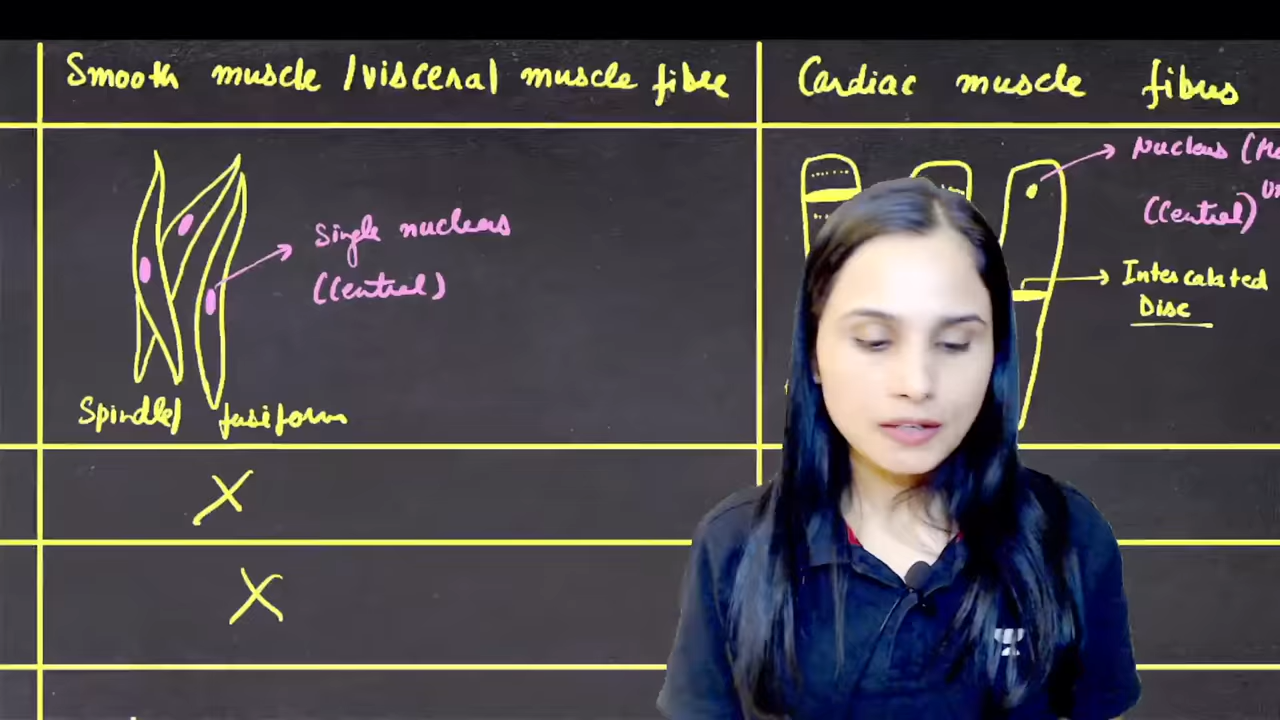 Smooth muscle / visceral muscle fibre
Cardiac muscle fibres
Single nucleus
(Central)
Spindle/ fusiform
X
X
Nucleus
(Central)
Intercalated
Disc